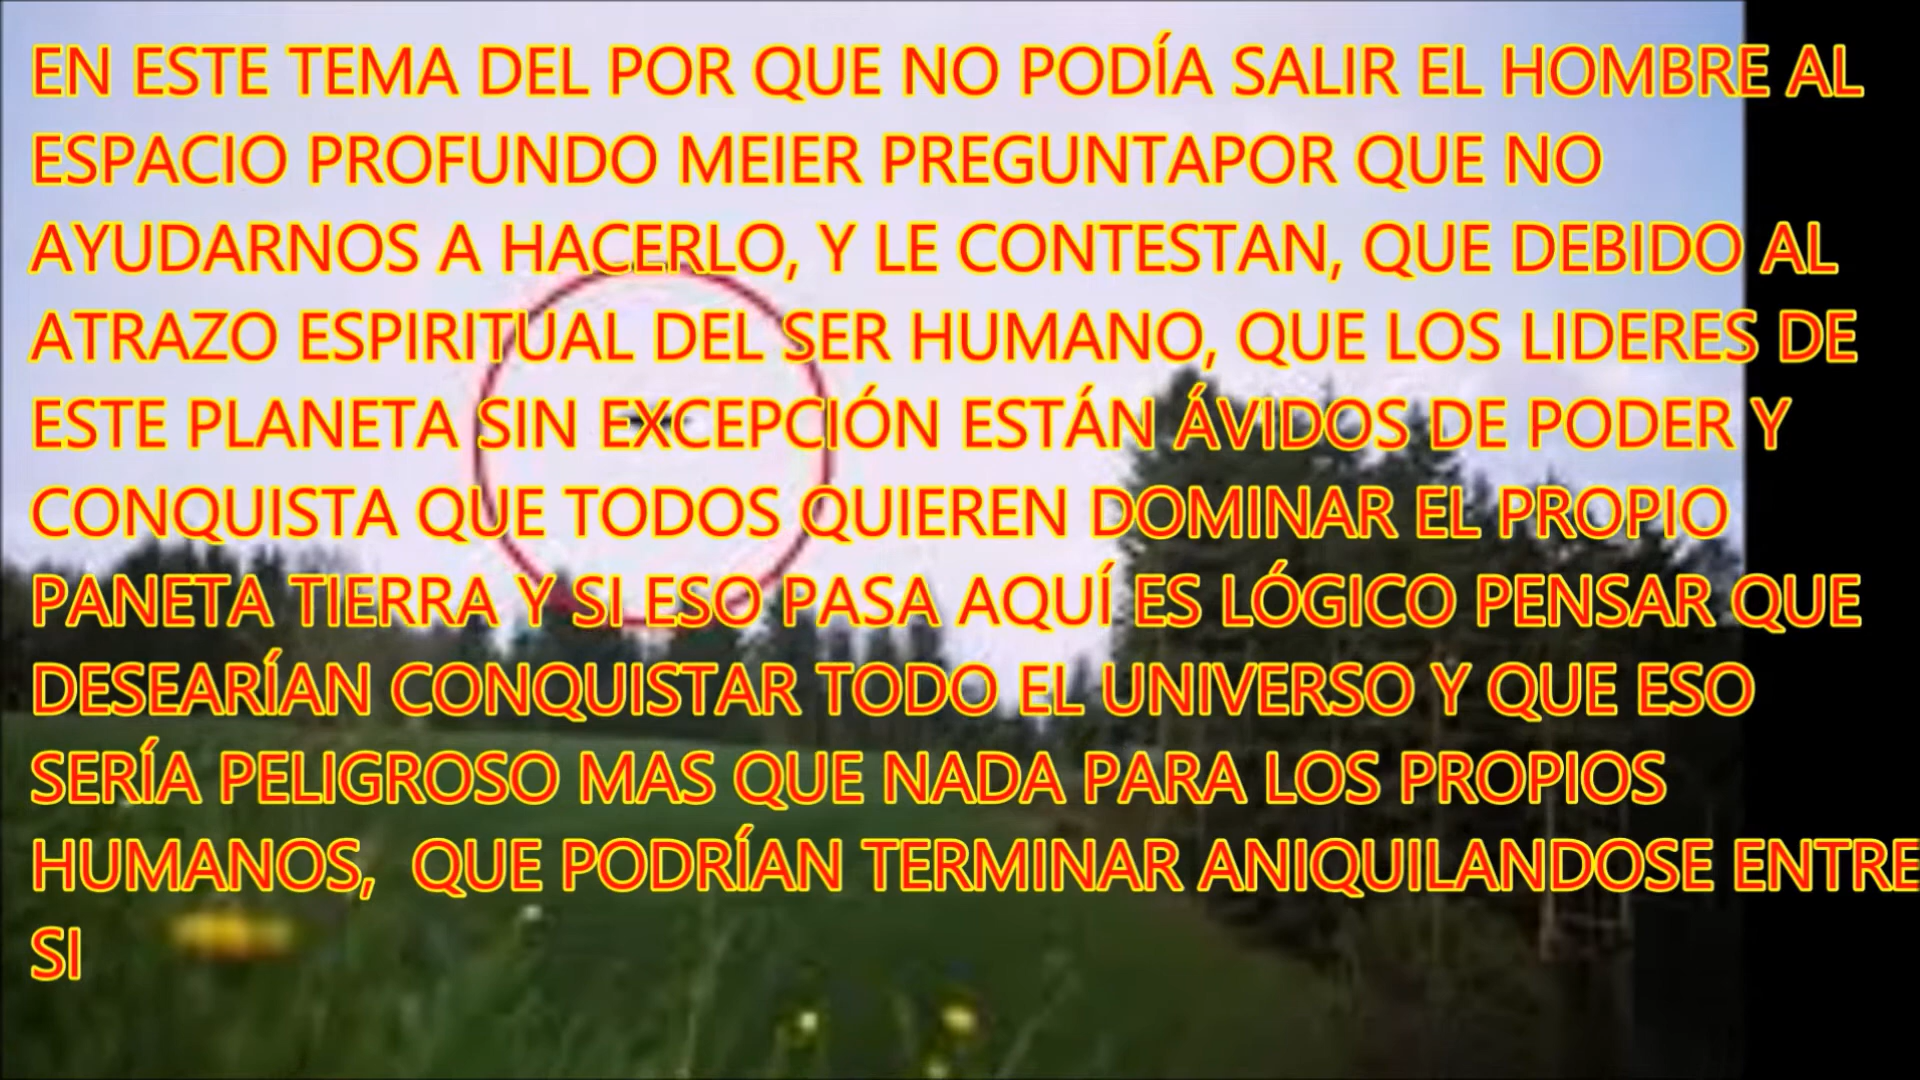 EN ESTE TEMA DEL POR QUE NO PODÍA SALIR EL HOMBRE AL
ESPACIO PROFUNDO MEIER PREGUNTAPOR QUE NO
AYUDARNOS A HACERLO, Y LE CONTESTAN, QUE DEBIDO AL
ATRAZO ESPIRITUAL DEL SER HUMANO, QUE LOS LIDERES DE
ESTE PLANETA SIN EXCEPCIÓN ESTÁN ÁVIDOS DE PODER Y
CONQUISTA QUE TODOS QUIEREN DOMINAR EL PROPIO
PANETA TIERRA Y SI ESO PASA AQUÍ ES LÓGICO PENSAR QUE
DESEARÍAN CONQUISTAR TODO EL UNIVERSO Y QUE ESO
SERÍA PELIGROSO MAS QUE NADA PARA LOS PROPIOS
HUMANOS,  QUE PODRÍAN TERMINAR ANIQUILANDOSE ENTRE
SI